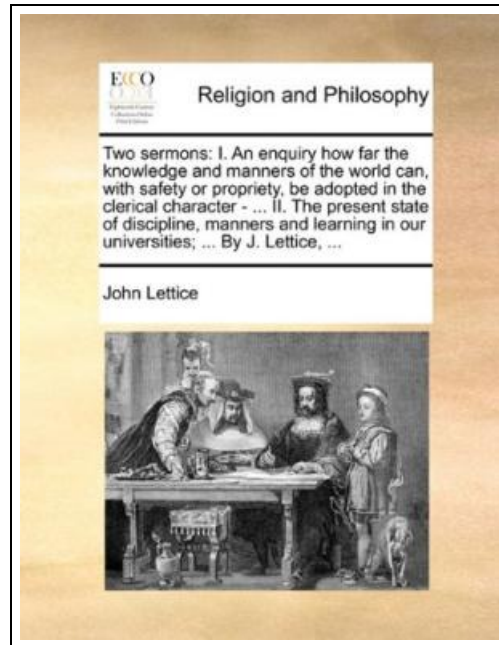 ECCO
Religion and Philosophy
Two sermons: I. An enquiry how far the
knowledge and manners of the world can,
with safety or propriety, be adopted in the
clerical character - ... II. The present state
of discipline, manners and learning in our
universities; ... By J. Lettice, ...
John Lettice